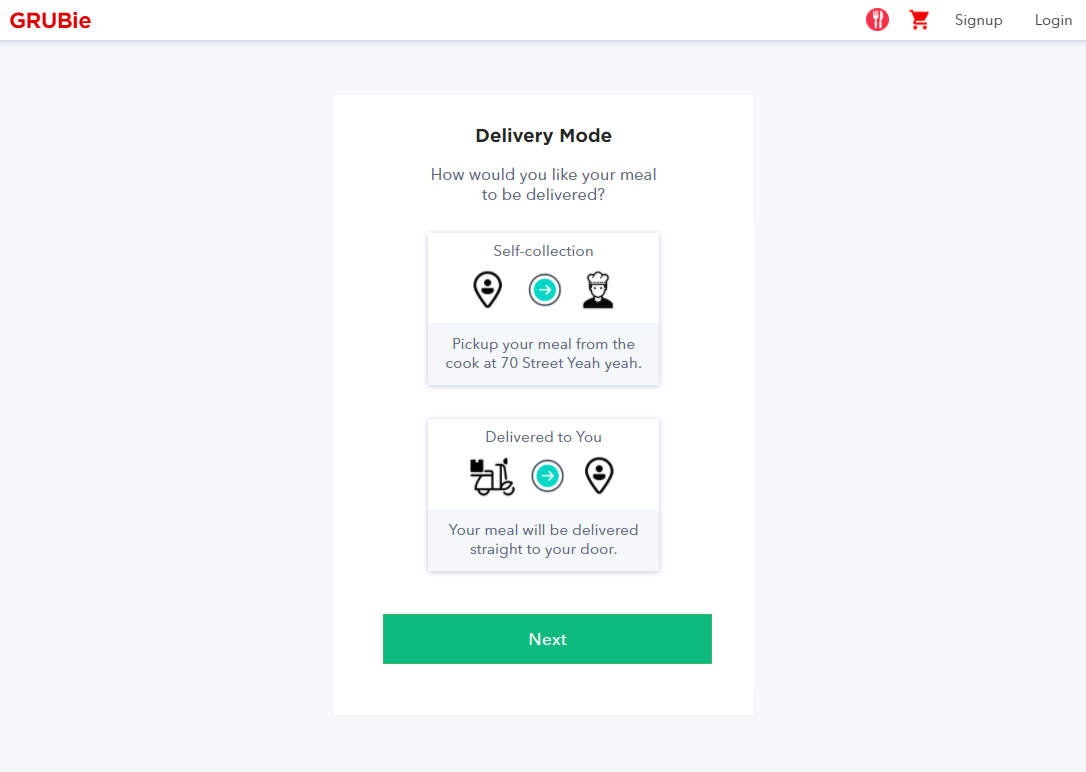 GRUBie
Signup
Login
Delivery Mode
How would you like your meal
to be delivered?
Self-collection
Pickup your meal from the
cook at 70 Street Yeah yeah.
Delivered to You
Your meal will be delivered
straight to your door.
Next